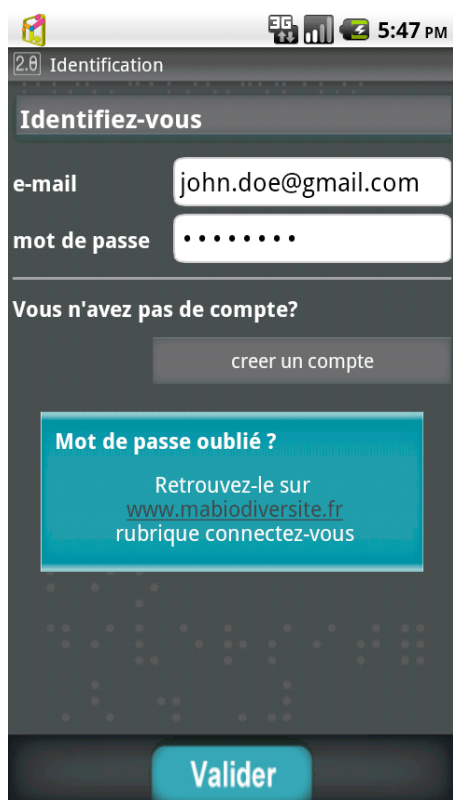 3G 5:47 PM
2.0 Identification
Identifiez-vous
e-mail john.doe@gmail.com
mot de passe ••••••••
Vous n'avez pas de compte?
creer un compte
Mot de passe oublié ?
Retrouvez-le sur
www.mabiodiversite.fr
rubrique connectez-vous
Valider